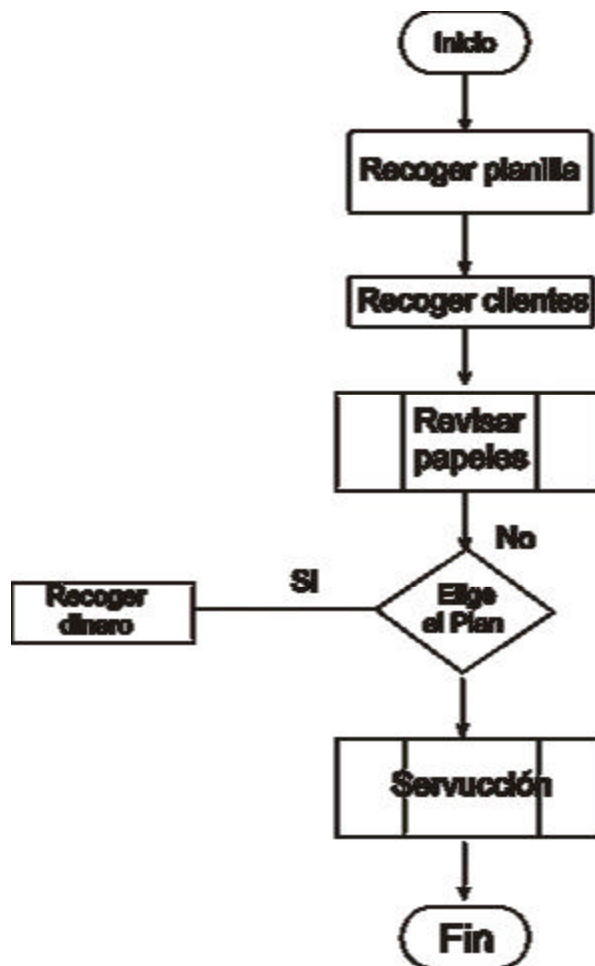 Inicio
Recoger planilla
Recoger clientes
Revisar
papeles
No
Si
Elige
el Plan
Recoger
dinero
Servucción
Fin